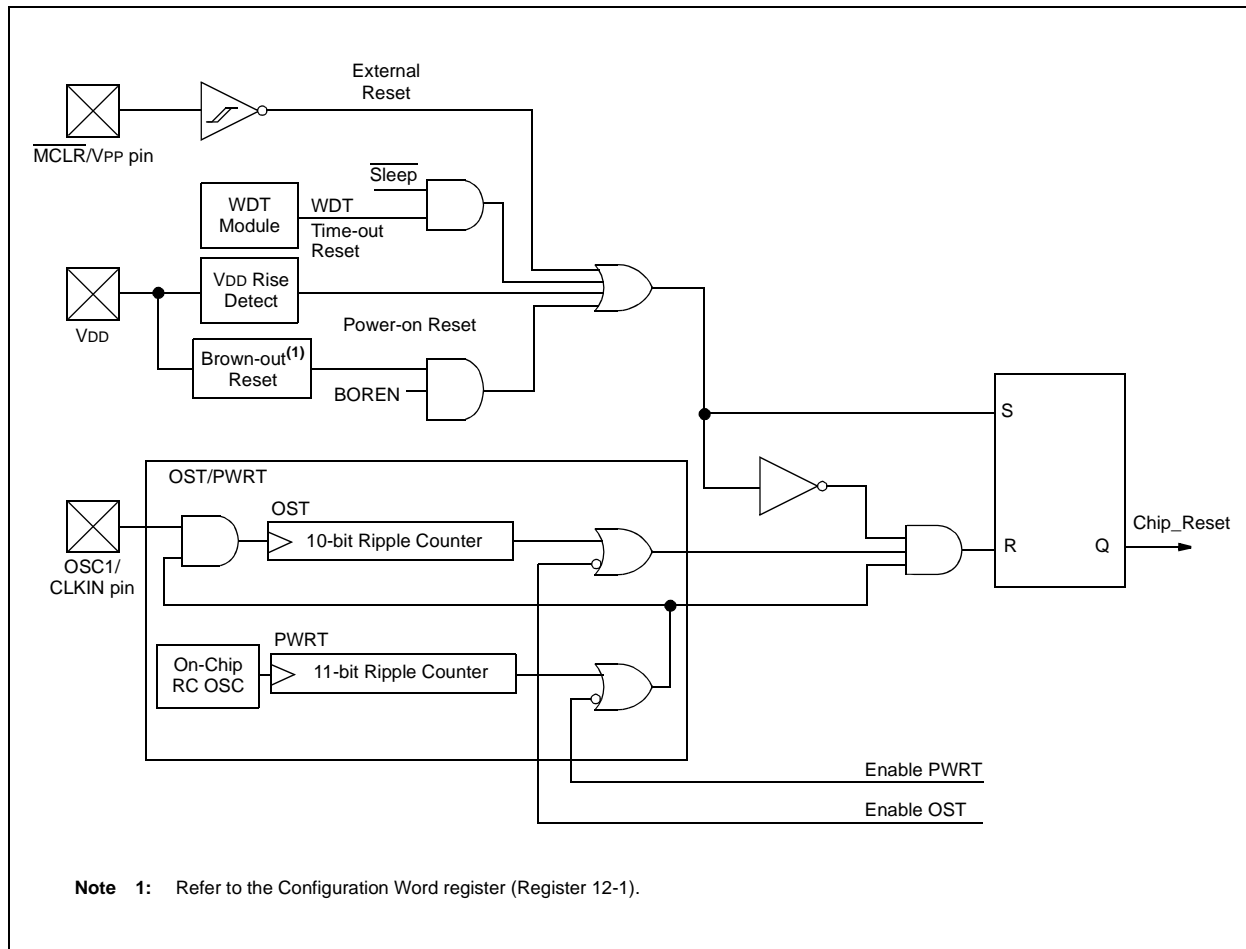 External
Reset
MCLR/VPP pin
Sleep
WDT
Module
WDT
Time-out
Reset
VDD
VDD Rise
Detect
Power-on Reset
Brown-out(1)
Reset
BOREN
S
OST/PWRT
OST
10-bit Ripple Counter
OSC1/
CLKIN pin
R
Q
Chip_Reset
PWRT
On-Chip
RC OSC
11-bit Ripple Counter
Enable PWRT
Enable OST
Note 1: Refer to the Configuration Word register (Register 12-1).